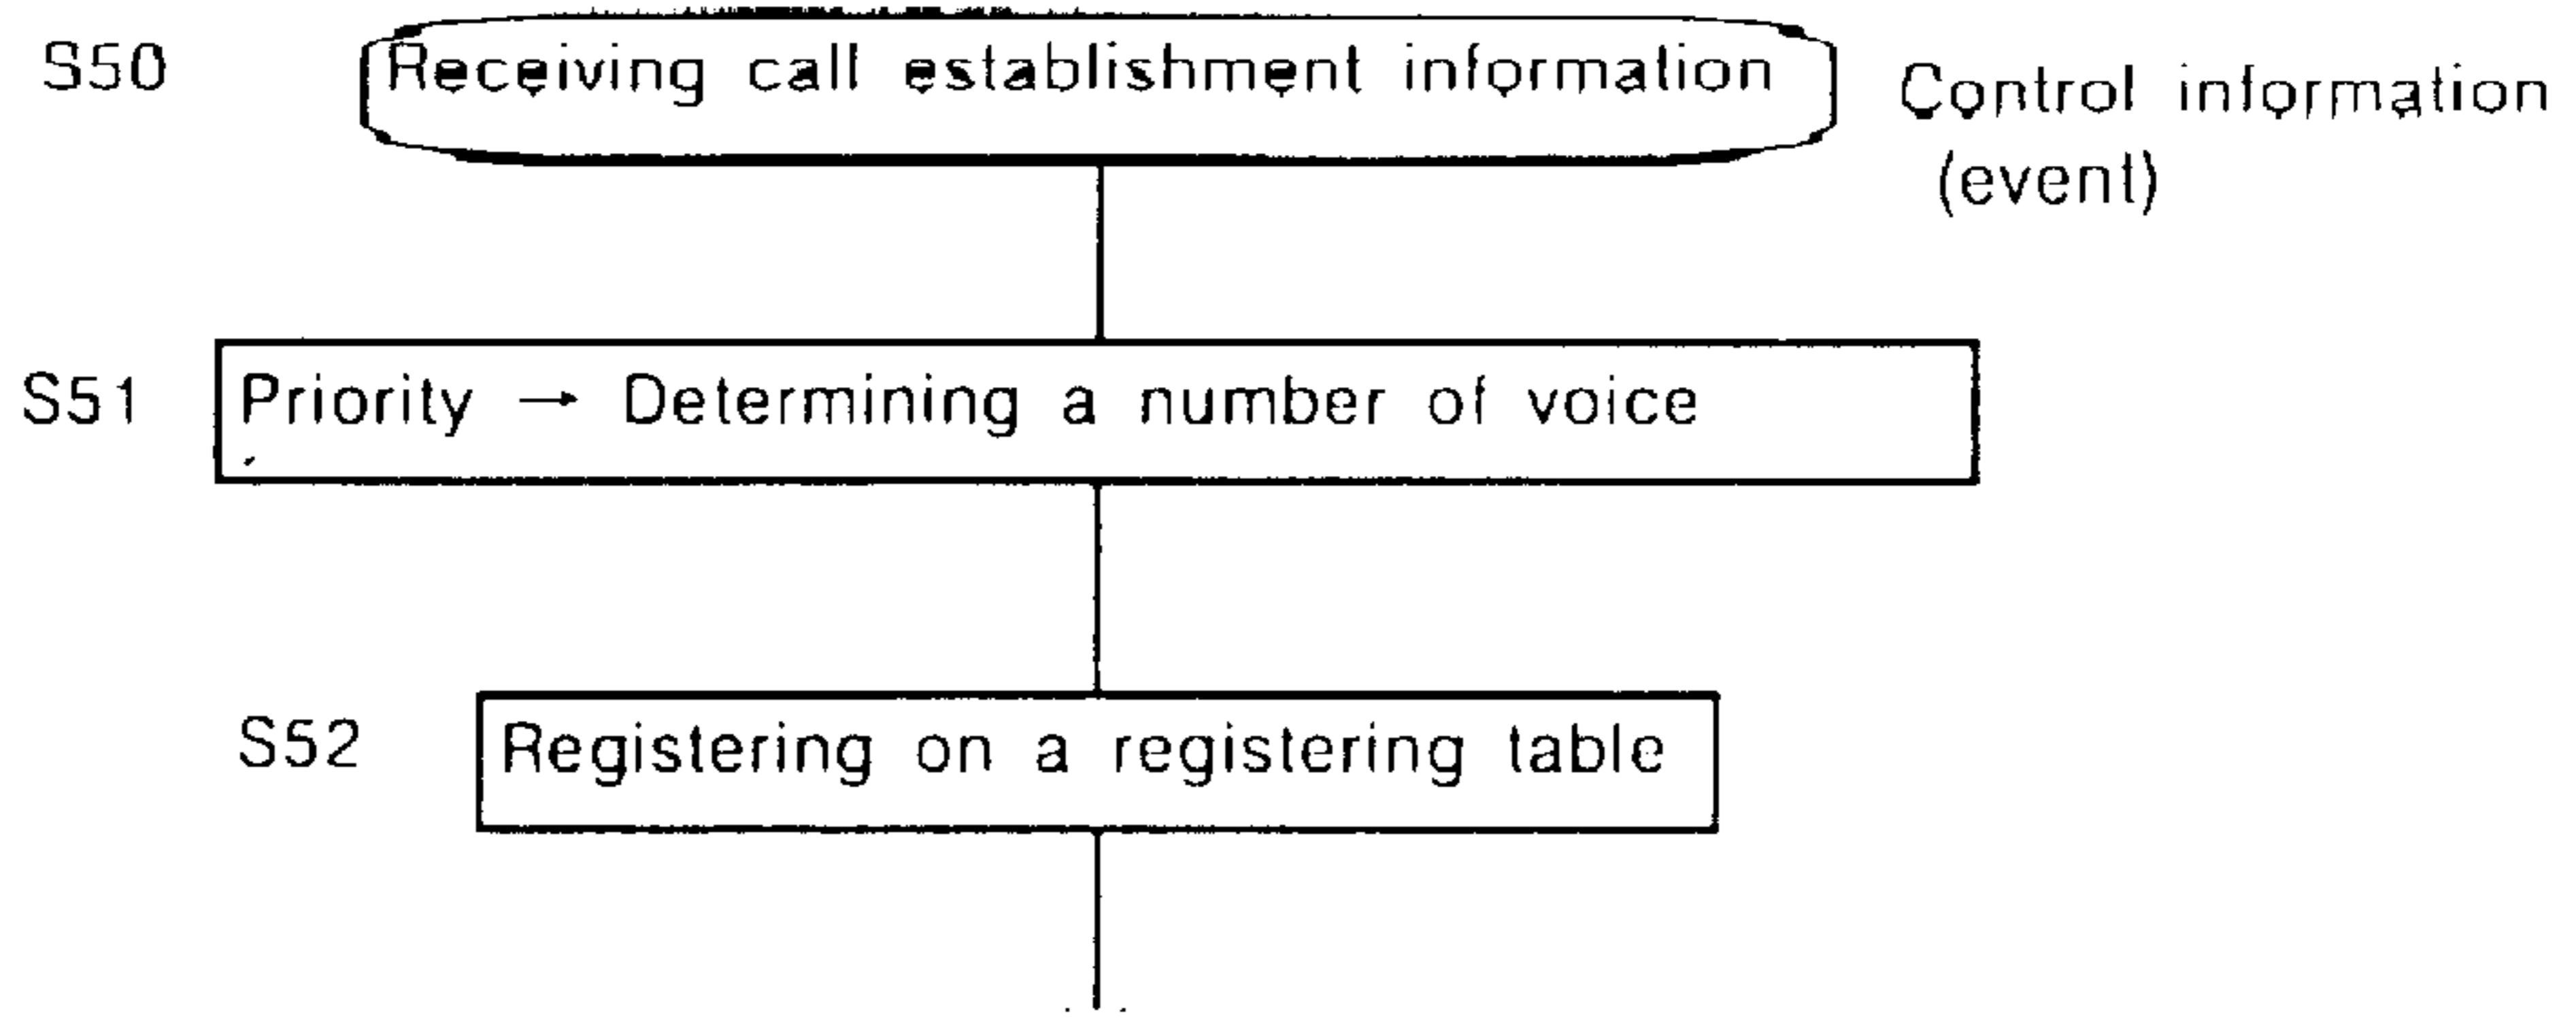 S50 Receiving call establishment information Control information
(event)
S51 Priority → Determining a number of voice
S52 Registering on a registering table